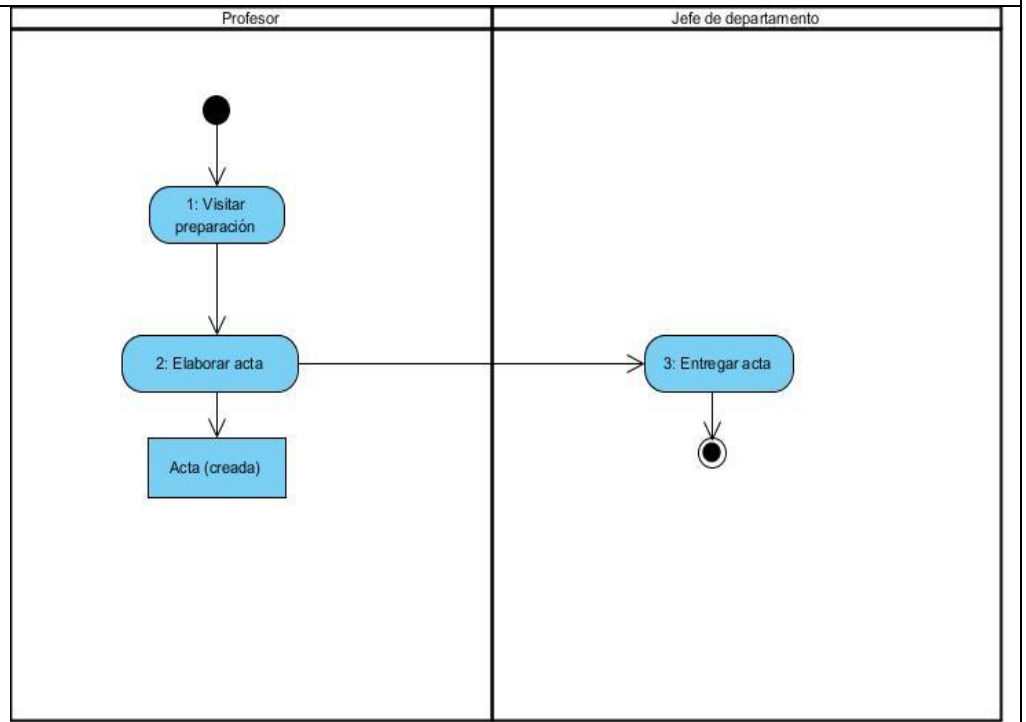 Profesor
Jefe de departamento
1: Visitar
preparación
2: Elaborar acta
3: Entregar acta
Acta (creada)